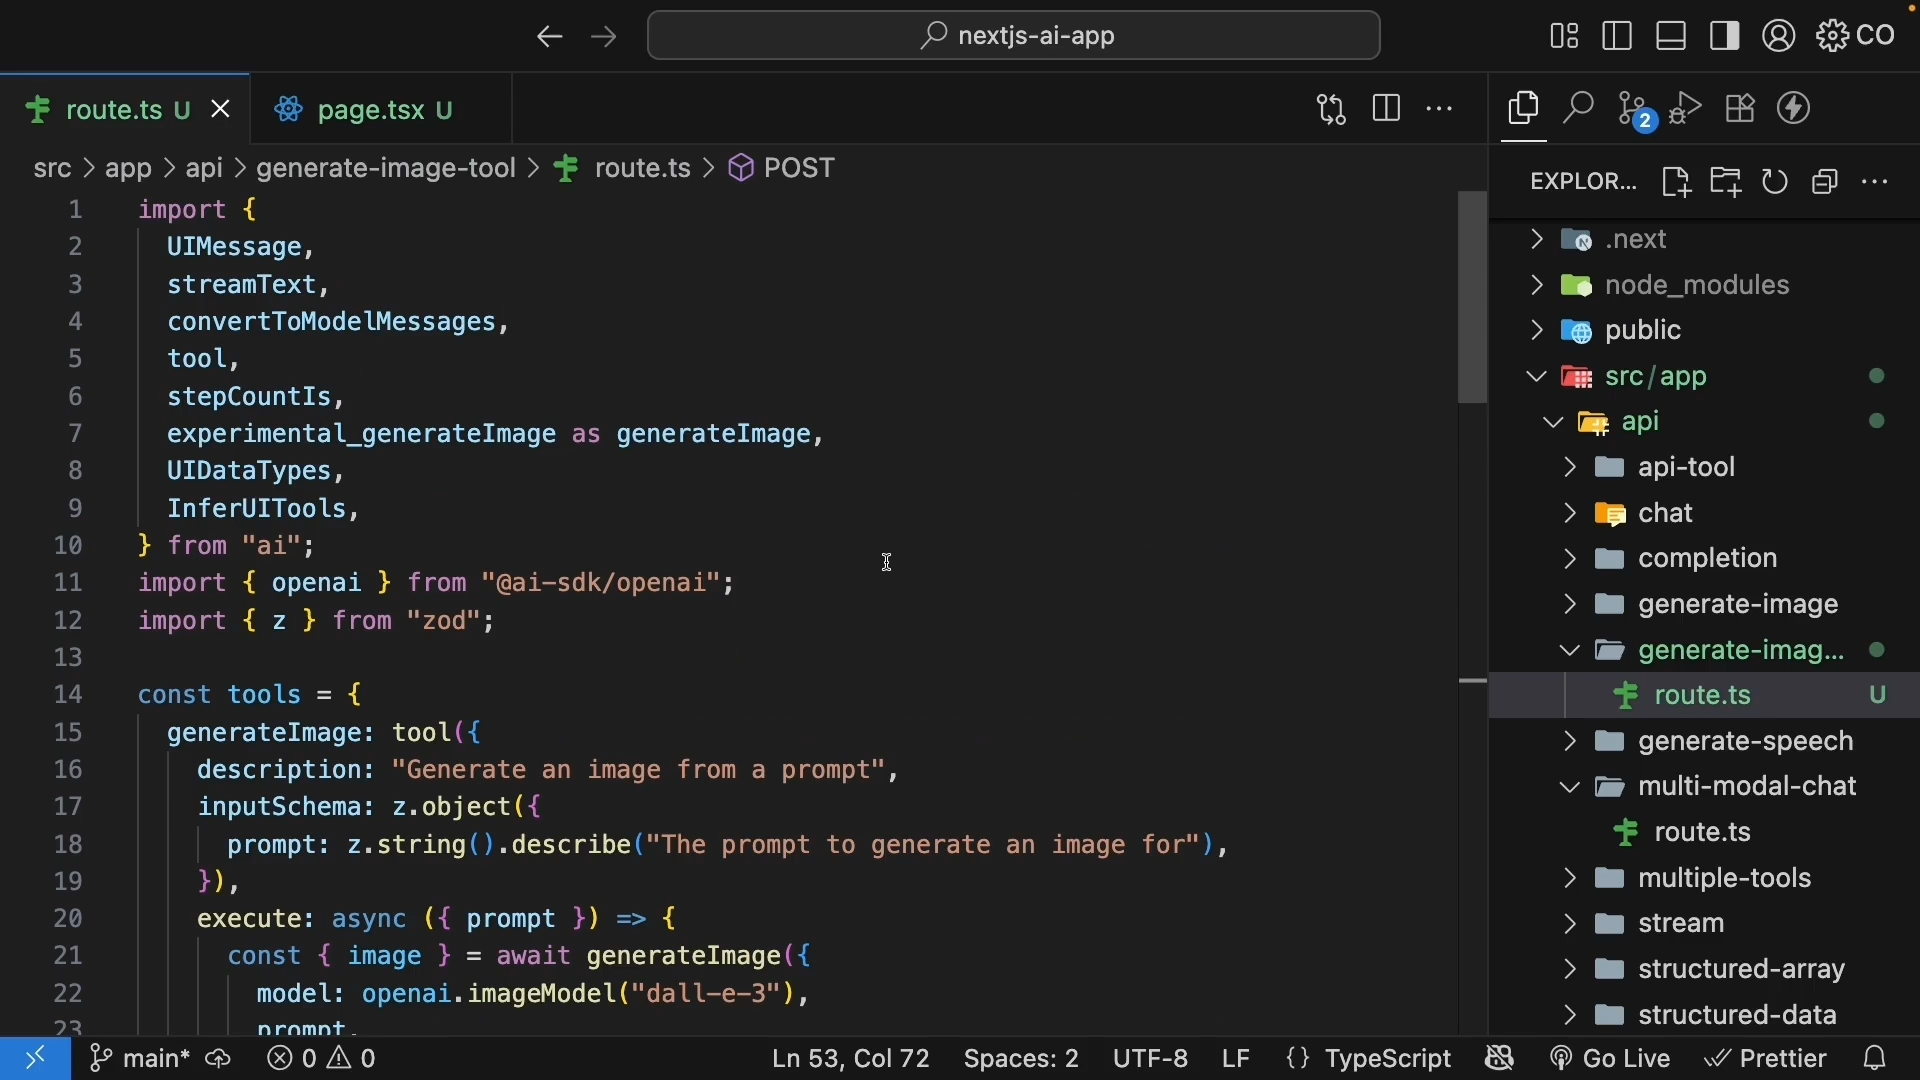 nextjs-ai-app
CO
route.ts U
page.tsx U
2
src > app > api > generate-image-tool > route.ts > POST
EXPLOR...
1 import {
2 UIMessage,
3 streamText,
4 convertToModelMessages,
5 tool,
6 stepCountIs,
7 experimental_generateImage as generateImage,
8 UIDataTypes,
9 InferUITools,
10 } from "ai";
11 import { openai } from "@ai-sdk/openai";
12 import { z } from "zod";
13
14 const tools = {
15 generateImage: tool({
16 description: "Generate an image from a prompt",
17 inputSchema: z.object({
18 prompt: z.string().describe("The prompt to generate an image for"),
19 }),
20 execute: async ({ prompt }) => {
21 const { image } = await generateImage({
22 model: openai.imageModel("dall-e-3"),
23 prompt,
.next
node_modules
public
src/app
api
api-tool
chat
completion
generate-image
generate-imag...
route.ts U
generate-speech
multi-modal-chat
route.ts
multiple-tools
stream
structured-array
structured-data
main* 0 0 Ln 53, Col 72 Spaces: 2 UTF-8 LF {} TypeScript Go Live Prettier